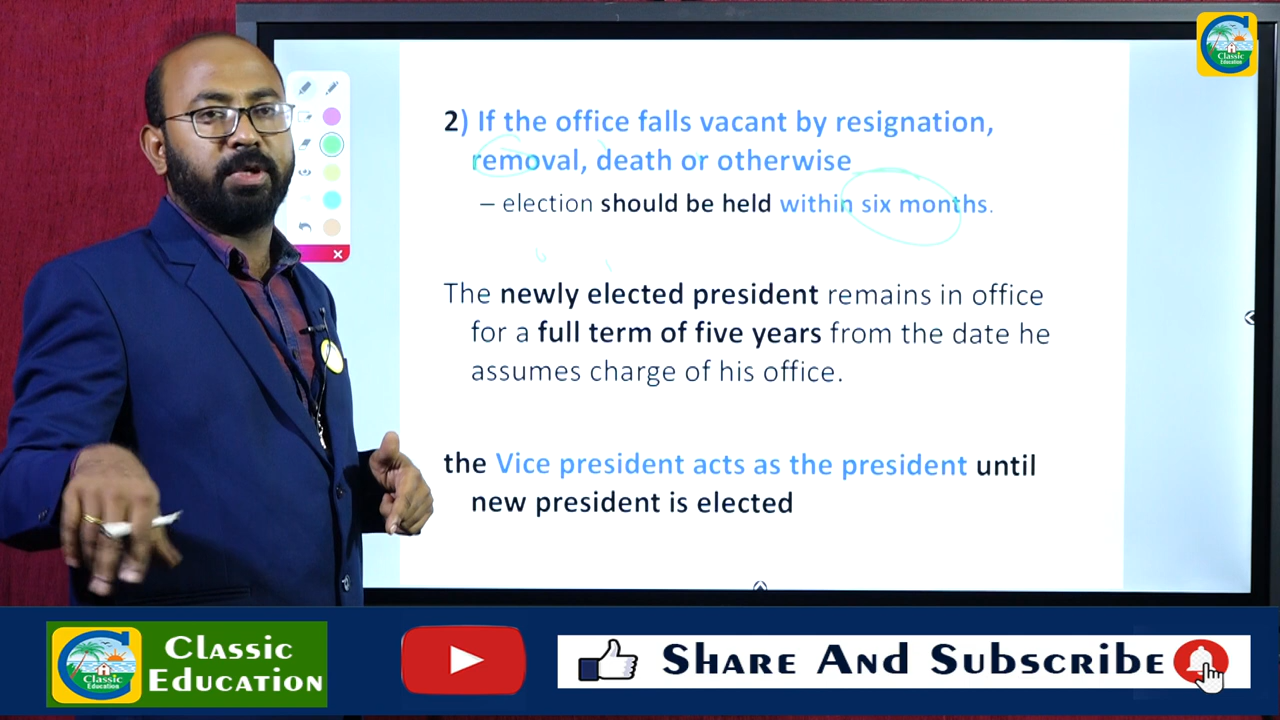 Classic
Education
2) If the office falls vacant by resignation,
removal, death or otherwise
– election should be held within six months.
The newly elected president remains in office
for a full term of five years from the date he
assumes charge of his office.
the Vice president acts as the president until
new president is elected
Classic
Education
Classic
Education
Share And Subscribe